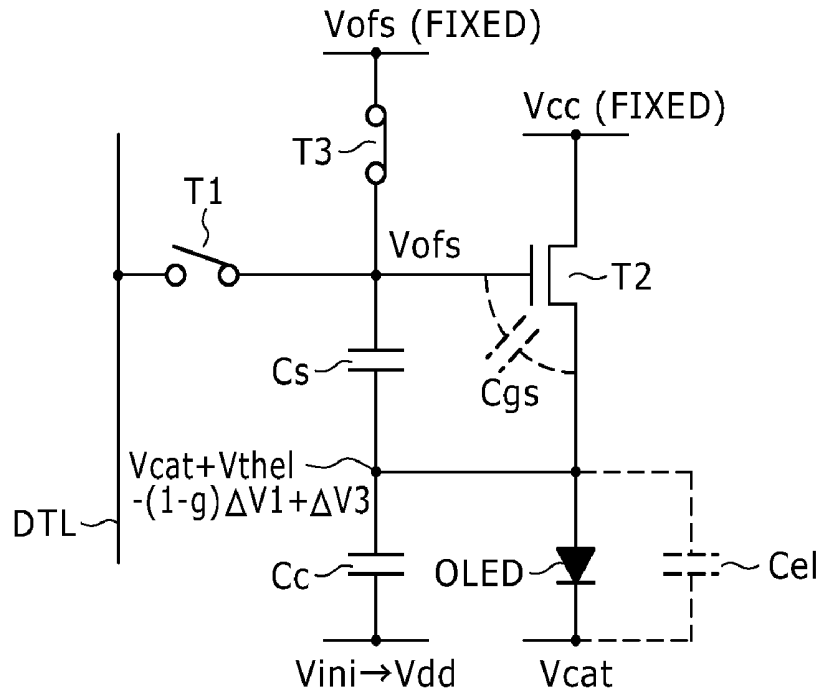 Vofs (FIXED)
Vcc (FIXED)
T3
T1
Vofs
T2
Cs
Cgs
Vcat+Vthel
-(1-g)ΔV1+ΔV3
DTL
Cc
OLED
Cel
Vini→Vdd
Vcat